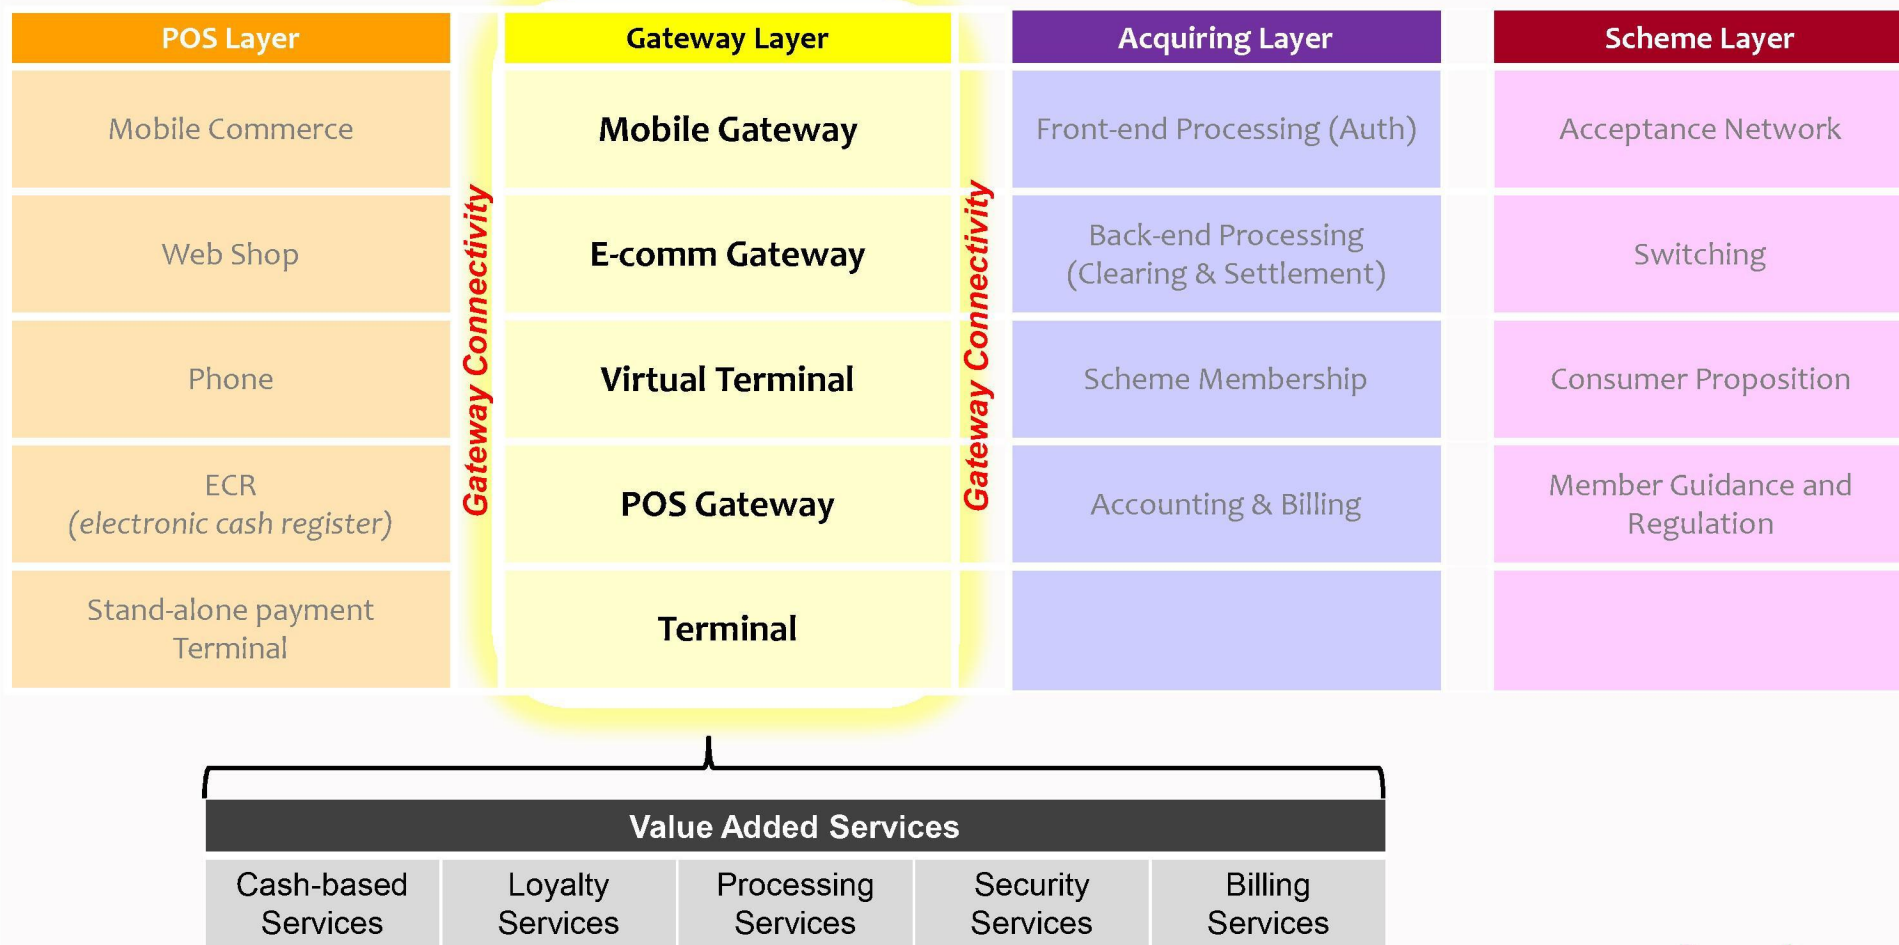 POS Layer
Gateway Layer
Acquiring Layer
Scheme Layer
Mobile Commerce
Mobile Gateway
Front-end Processing (Auth)
Acceptance Network
Web Shop
E-comm Gateway
Back-end Processing
(Clearing & Settlement)
Switching
Phone
Virtual Terminal
Scheme Membership
Consumer Proposition
ECR
(electronic cash register)
POS Gateway
Accounting & Billing
Member Guidance and
Regulation
Stand-alone payment
Terminal
Terminal
Gateway Connectivity
Gateway Connectivity
Value Added Services
Cash-based
Services
Loyalty
Services
Processing
Services
Security
Services
Billing
Services